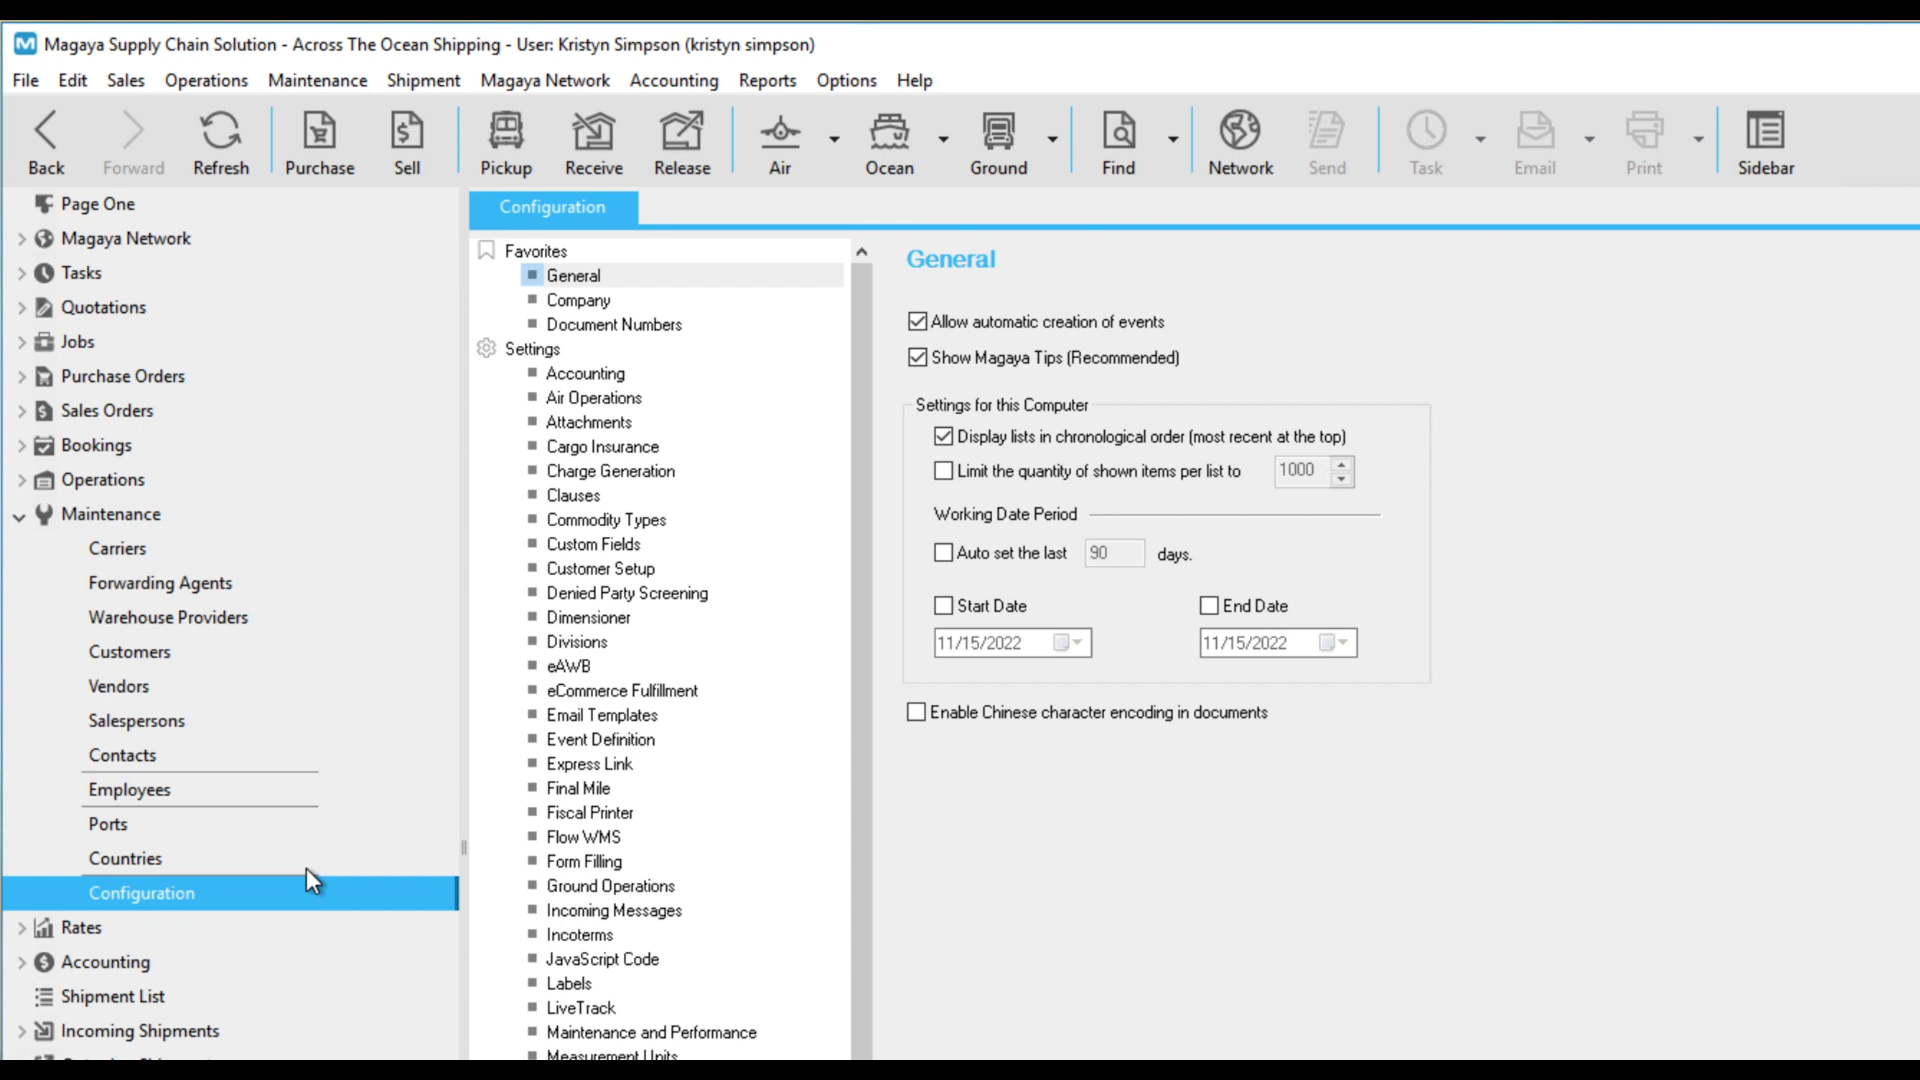 Magaya Supply Chain Solution - Across The Ocean Shipping - User: Kristyn Simpson (kristyn simpson)
File Edit Sales Operations Maintenance Shipment Magaya Network Accounting Reports Options Help
Back Forward Refresh Purchase Sell Pickup Receive Release Air Ocean Ground Find Network Send Task Email Print Sidebar
Page One
Magaya Network
Tasks
Quotations
Jobs
Purchase Orders
Sales Orders
Bookings
Operations
Maintenance
Carriers
Forwarding Agents
Warehouse Providers
Customers
Vendors
Salespersons
Contacts
Employees
Ports
Countries
Configuration
Rates
Accounting
Shipment List
Incoming Shipments
Configuration
Favorites
General
Company
Document Numbers
Settings
Accounting
Air Operations
Attachments
Cargo Insurance
Charge Generation
Clauses
Commodity Types
Custom Fields
Customer Setup
Denied Party Screening
Dimensioner
Divisions
eAWB
eCommerce Fulfillment
Email Templates
Event Definition
Express Link
Final Mile
Fiscal Printer
Flow WMS
Form Filling
Ground Operations
Incoming Messages
Incoterms
JavaScript Code
Labels
LiveTrack
Maintenance and Performance
Measurement Units
General
Allow automatic creation of events
Show Magaya Tips (Recommended)
Settings for this Computer
Display lists in chronological order (most recent at the top)
Limit the quantity of shown items per list to 1000
Working Date Period
Auto set the last 90 days.
Start Date End Date
11/15/2022 11/15/2022
Enable Chinese character encoding in documents